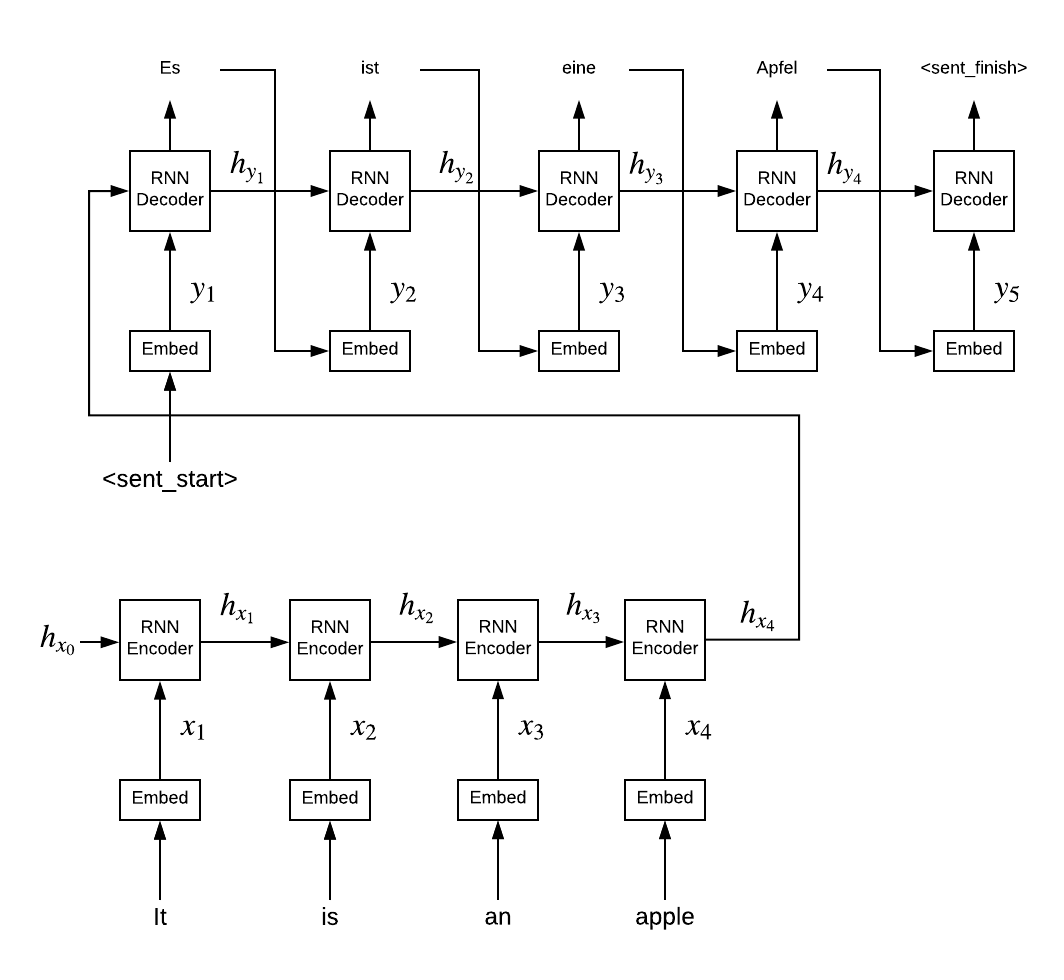 Es ist eine Apfel <sent_finish>
RNN Decoder
h_{y_1}
RNN Decoder
h_{y_2}
RNN Decoder
h_{y_3}
RNN Decoder
h_{y_4}
RNN Decoder
y_1 y_2 y_3 y_4 y_5
Embed Embed Embed Embed Embed
<sent_start>
h_{x_0}
RNN Encoder
h_{x_1}
RNN Encoder
h_{x_2}
RNN Encoder
h_{x_3}
RNN Encoder
h_{x_4}
x_1 x_2 x_3 x_4
Embed Embed Embed Embed
It is an apple